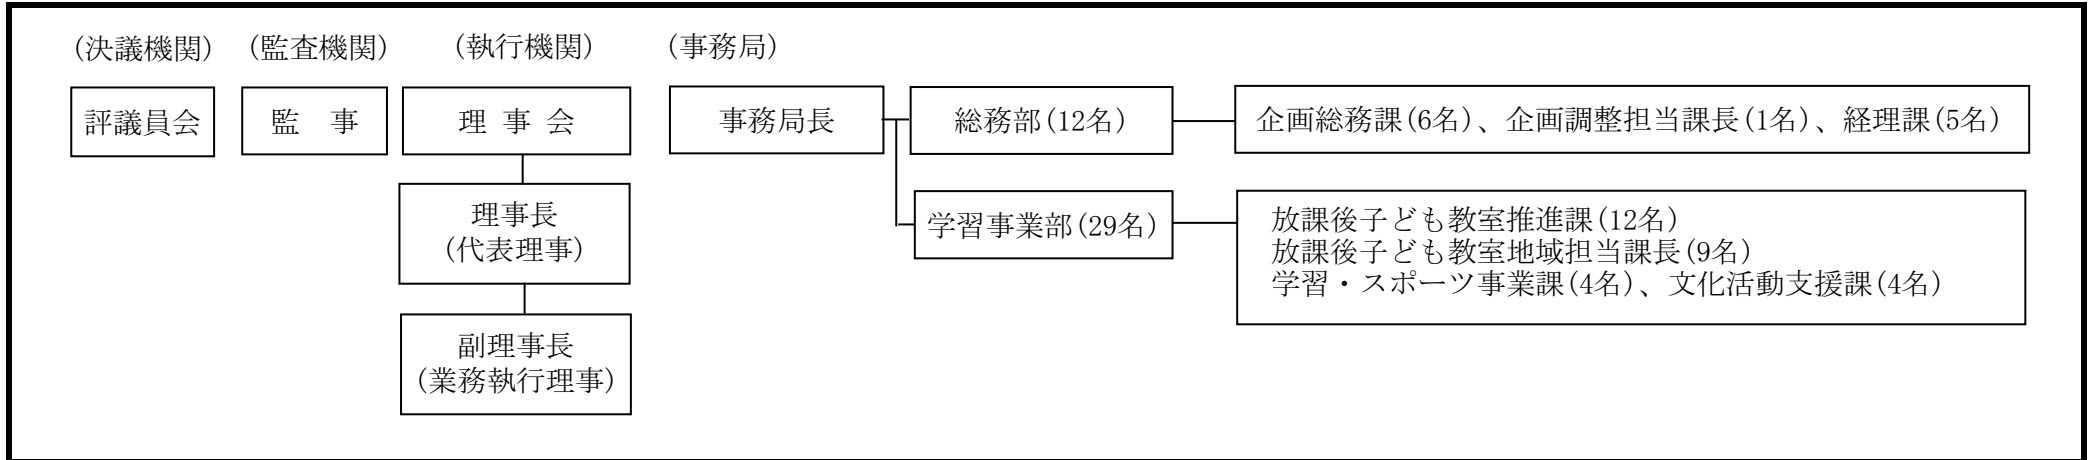 (決議機関) (監査機関) (執行機関) (事務局)
評議員会 監　事 理 事 会 事務局長 総務部(12名) 企画総務課(6名)、企画調整担当課長(1名)、経理課(5名)
理事長
(代表理事)
学習事業部(29名)
放課後子ども教室推進課(12名)
放課後子ども教室地域担当課長(9名)
学習・スポーツ事業課(4名)、文化活動支援課(4名)
副理事長
(業務執行理事)